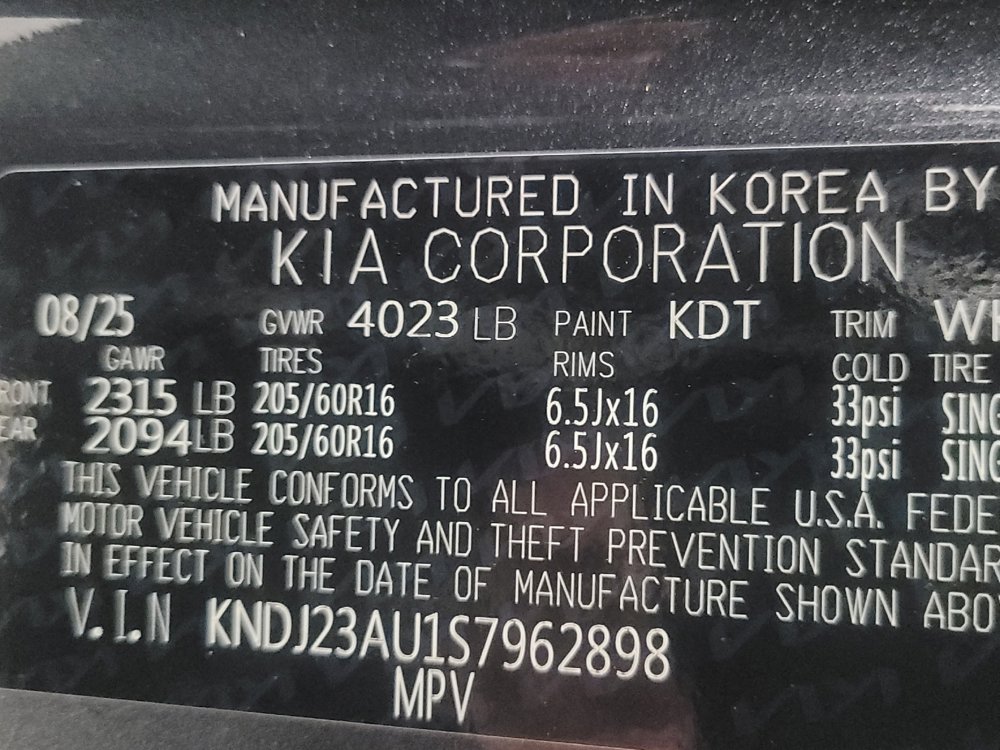 MANUFACTURED IN KOREA BY
KIA CORPORATION
08/25 GVWR 4023 LB PAINT KDT TRIM
GAWR TIRES RIMS COLD TIRE
2315 LB 205/60R16 6.5Jx16 33psi
2094 LB 205/60R16 6.5Jx16 33psi
THIS VEHICLE CONFORMS TO ALL APPLICABLE U.S.A.
MOTOR VEHICLE SAFETY AND THEFT PREVENTION
IN EFFECT ON THE DATE OF MANUFACTURE SHOWN
V.I.N KNDJ23AU1S7962898
MPV